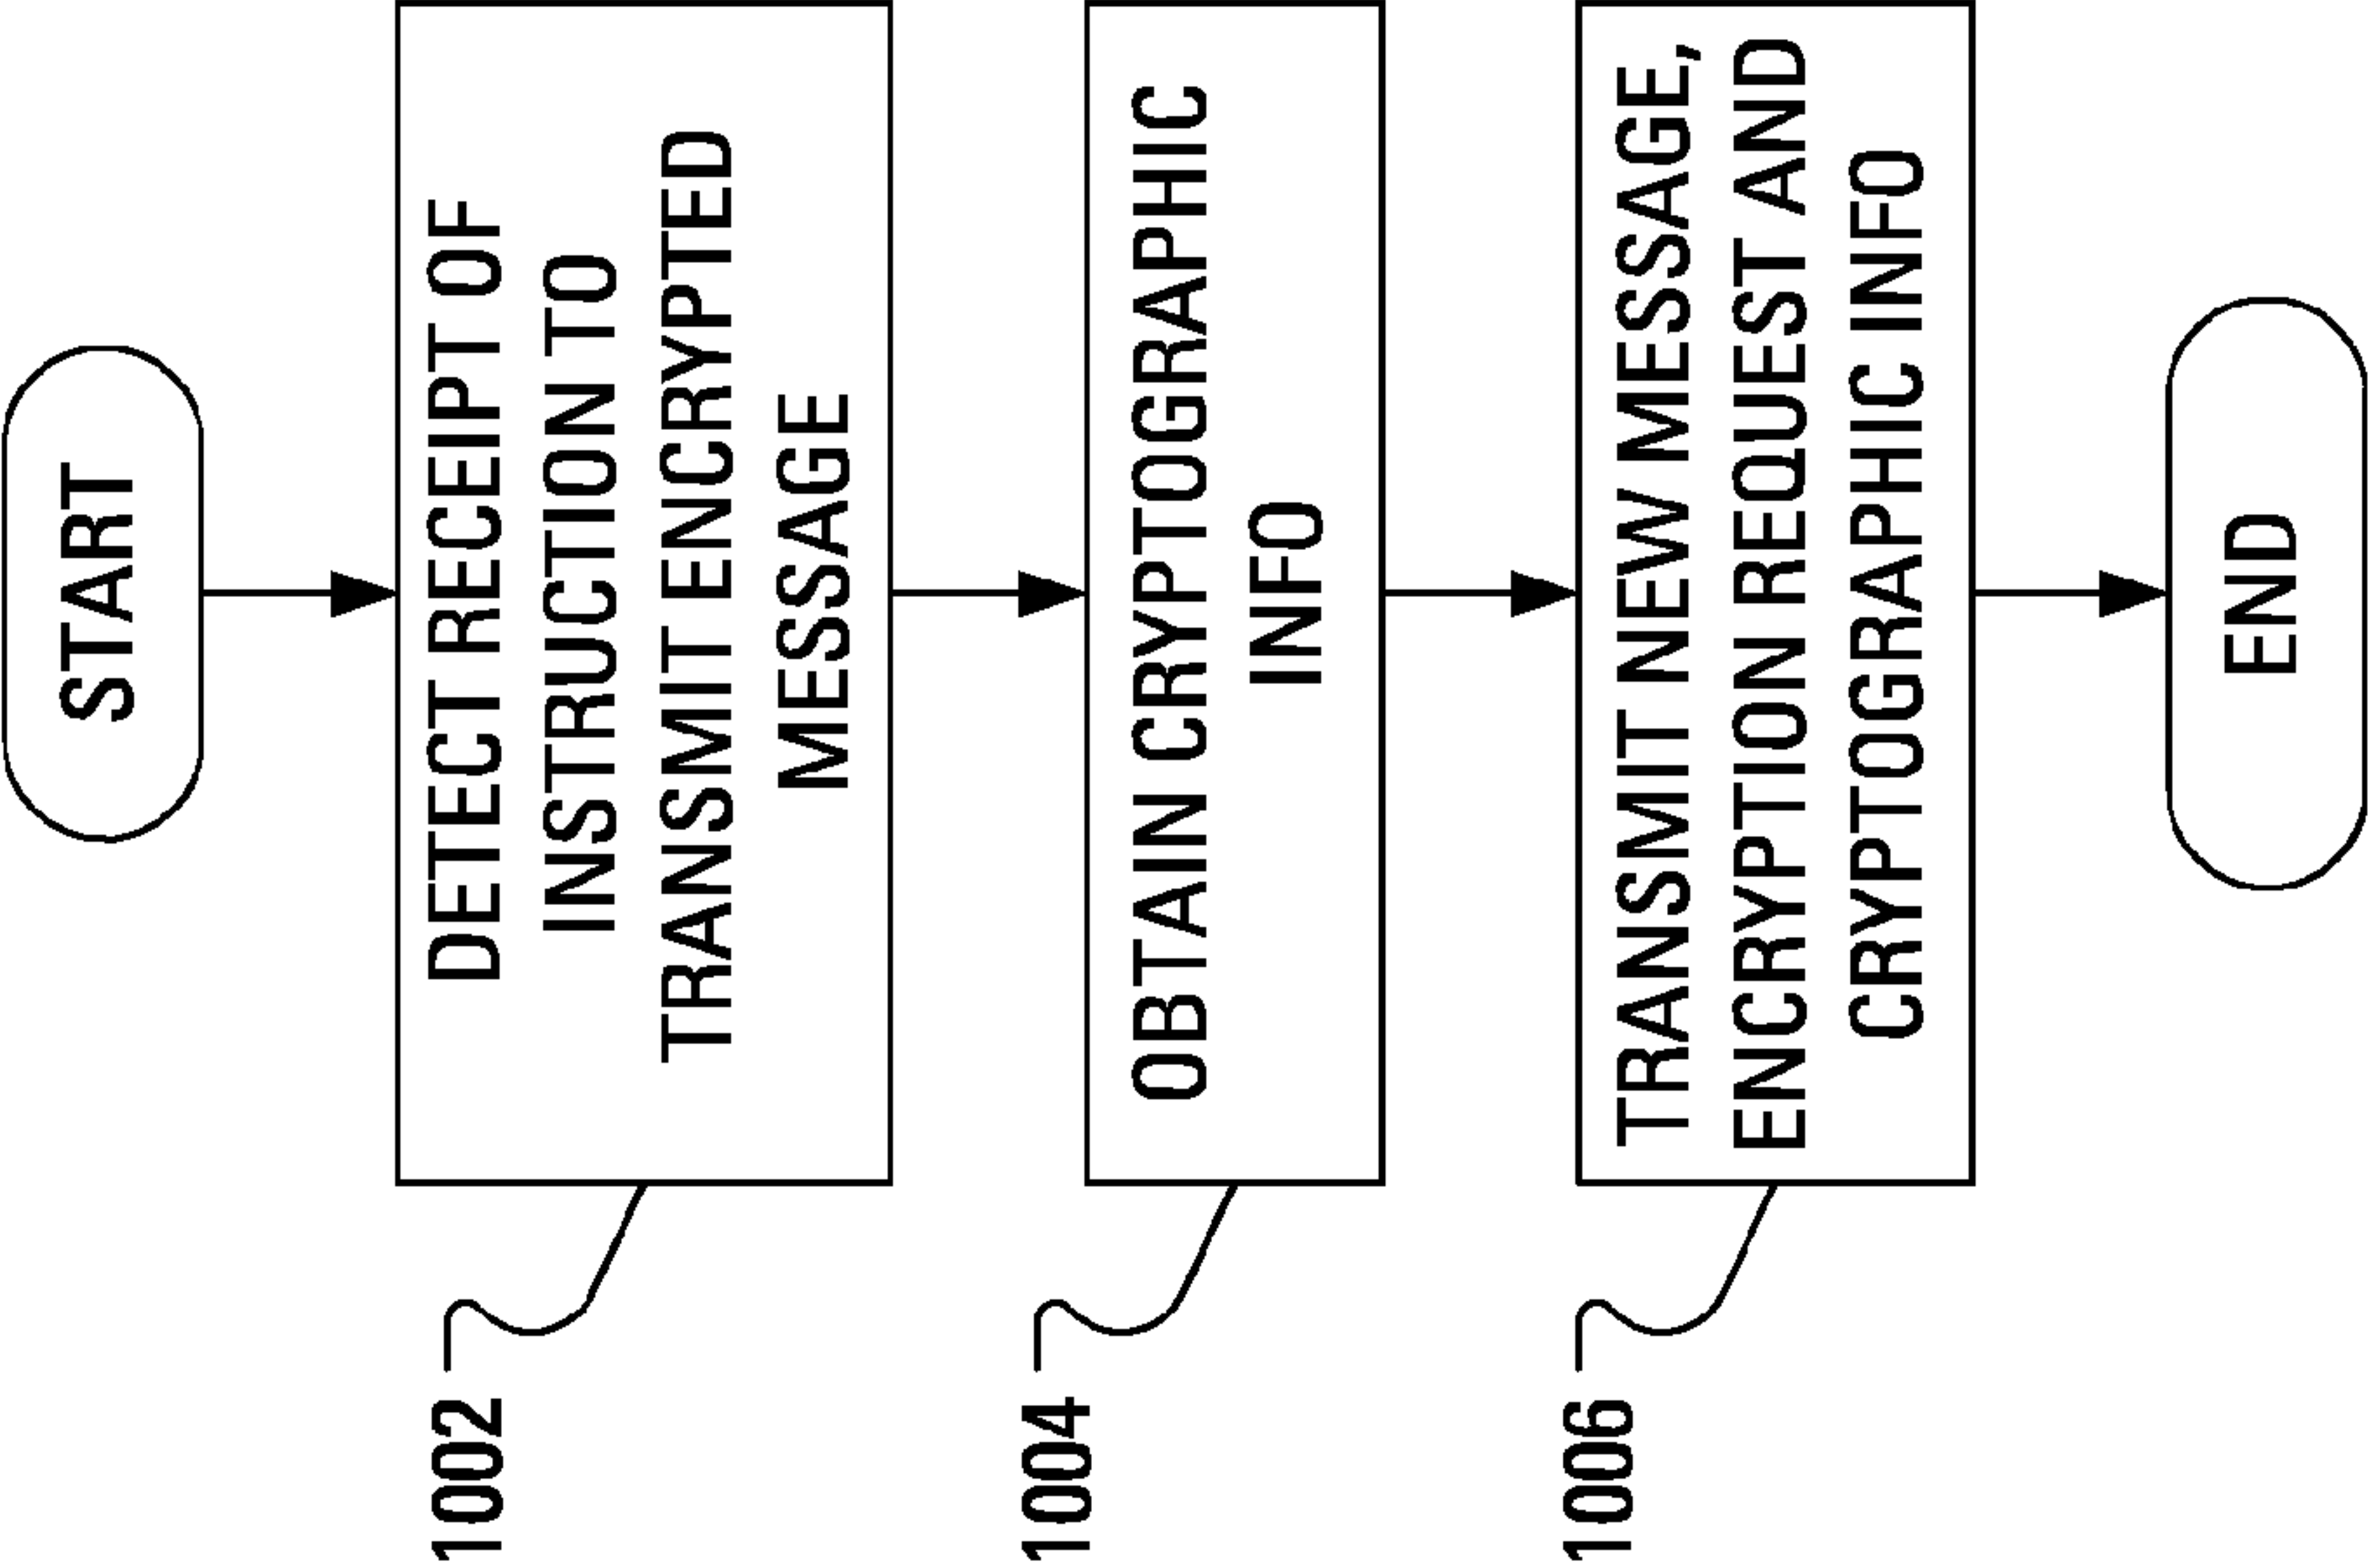 START
DETECT RECEIPT OF
INSTRUCTION TO
TRANSMIT ENCRYPTED
MESSAGE
1002
OBTAIN CRYPTOGRAPHIC
INFO
1004
TRANSMIT NEW MESSAGE,
ENCRYPTION REQUEST AND
CRYPTOGRAPHIC INFO
1006
END